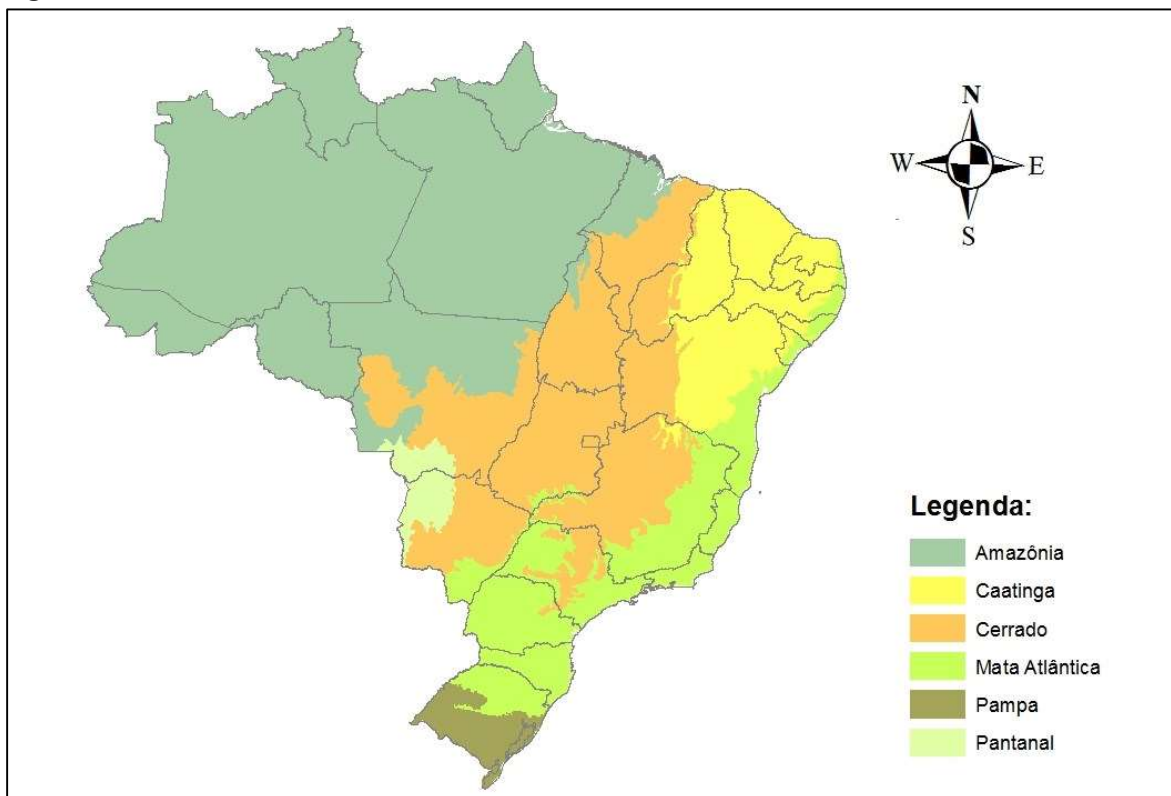 N
W E
S
Legenda:
Amazônia
Caatinga
Cerrado
Mata Atlântica
Pampa
Pantanal